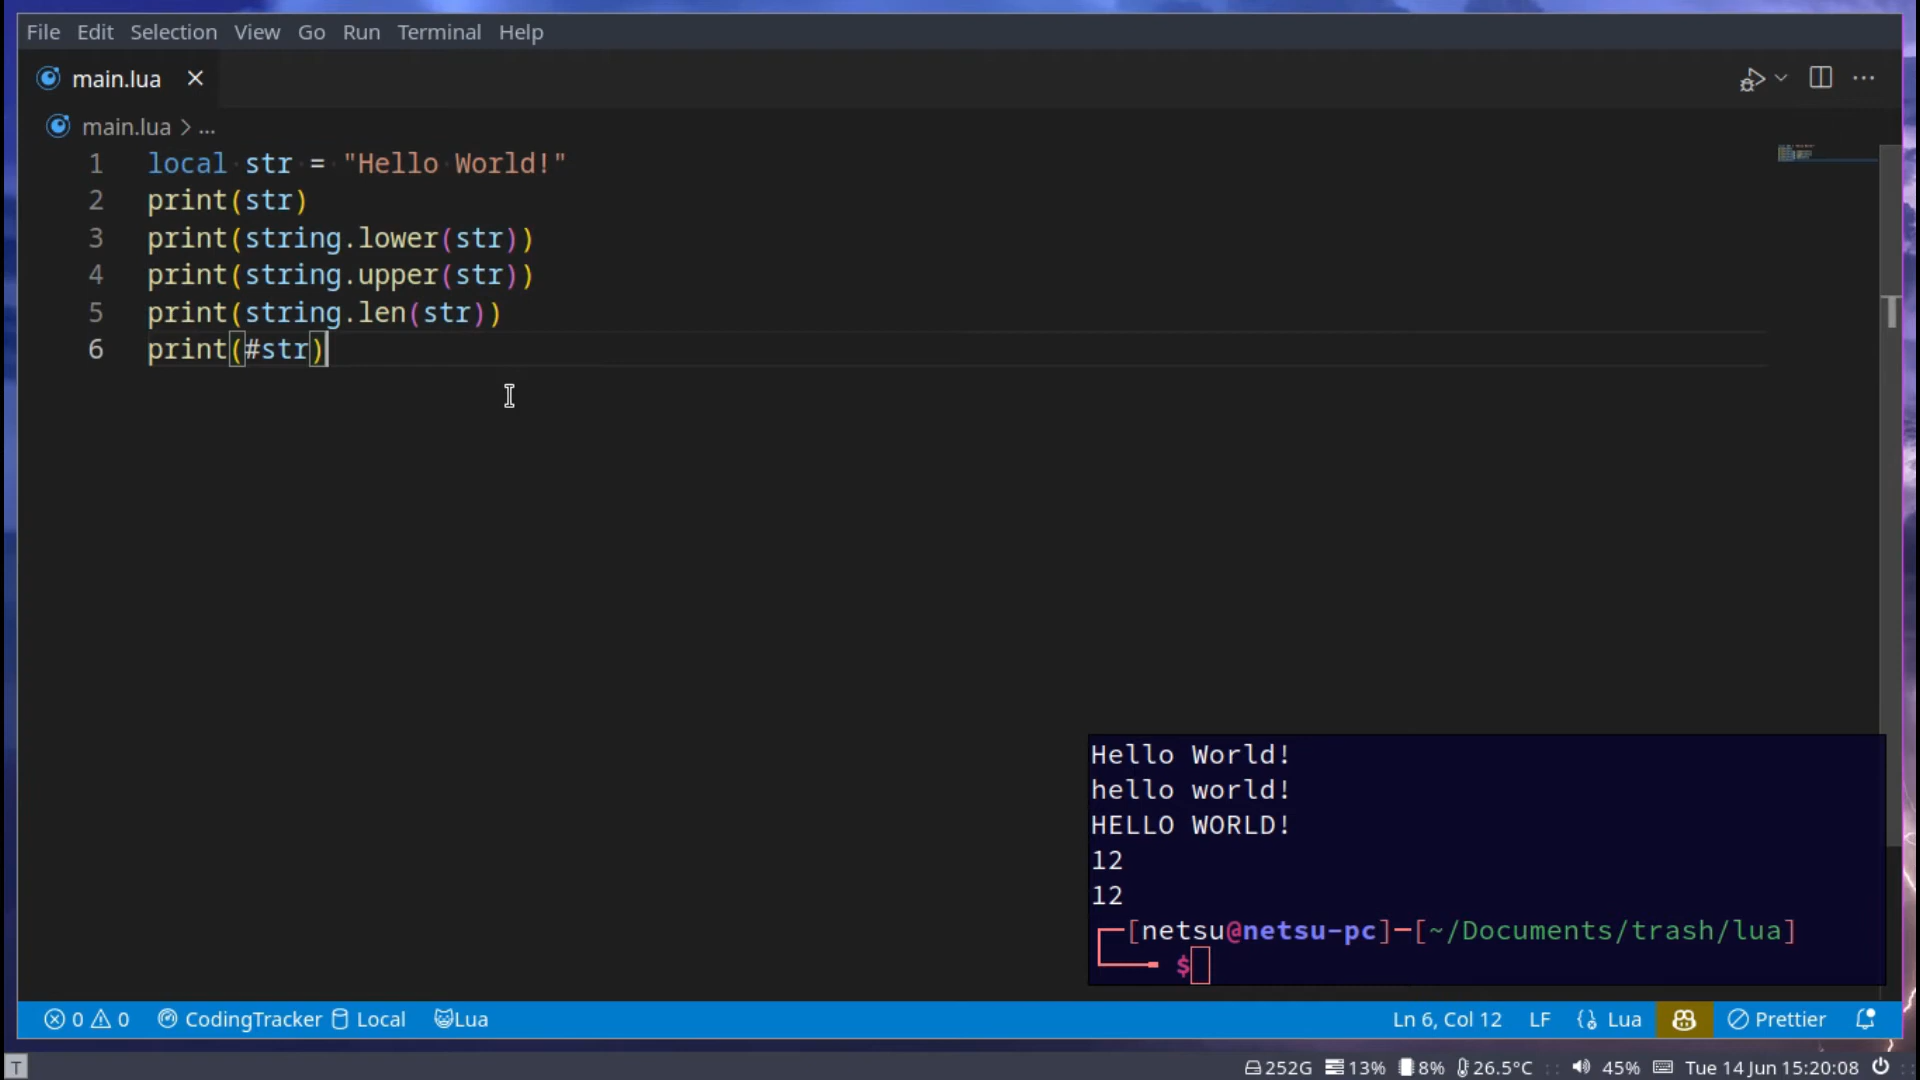 File Edit Selection View Go Run Terminal Help
main.lua
main.lua > ...
1 local str = "Hello World!"
2 print(str)
3 print(string.lower(str))
4 print(string.upper(str))
5 print(string.len(str))
6 print(#str)
T
Hello World!
hello world!
HELLO WORLD!
12
12
[netsu@netsu-pc]-[~/Documents/trash/lua]
$
0 0 CodingTracker Local Lua Ln 6, Col 12 LF Lua Prettier
T 252G 13% 8% 26.5°C :: 45% Tue 14 Jun 15:20:08